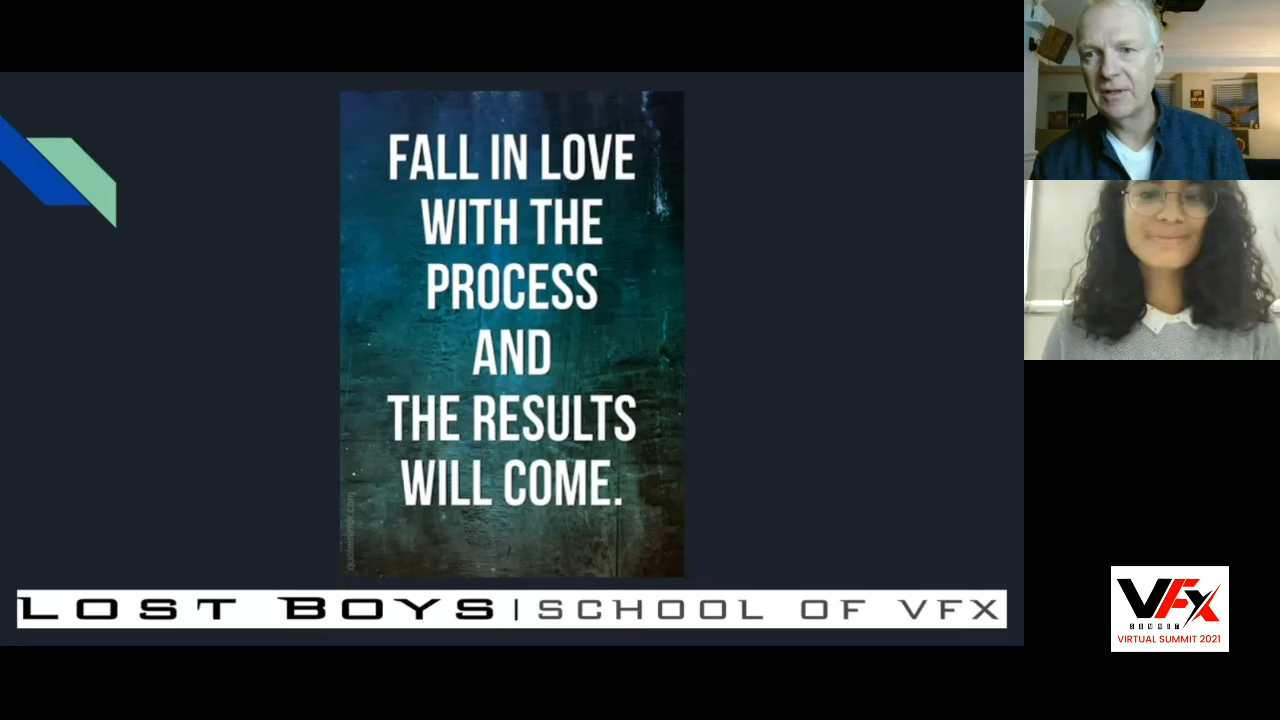 FALL IN LOVE
WITH THE
PROCESS
AND
THE RESULTS
WILL COME.
LOST BOYS | SCHOOL OF VFX
VFX
SUMMIT
VIRTUAL SUMMIT 2021